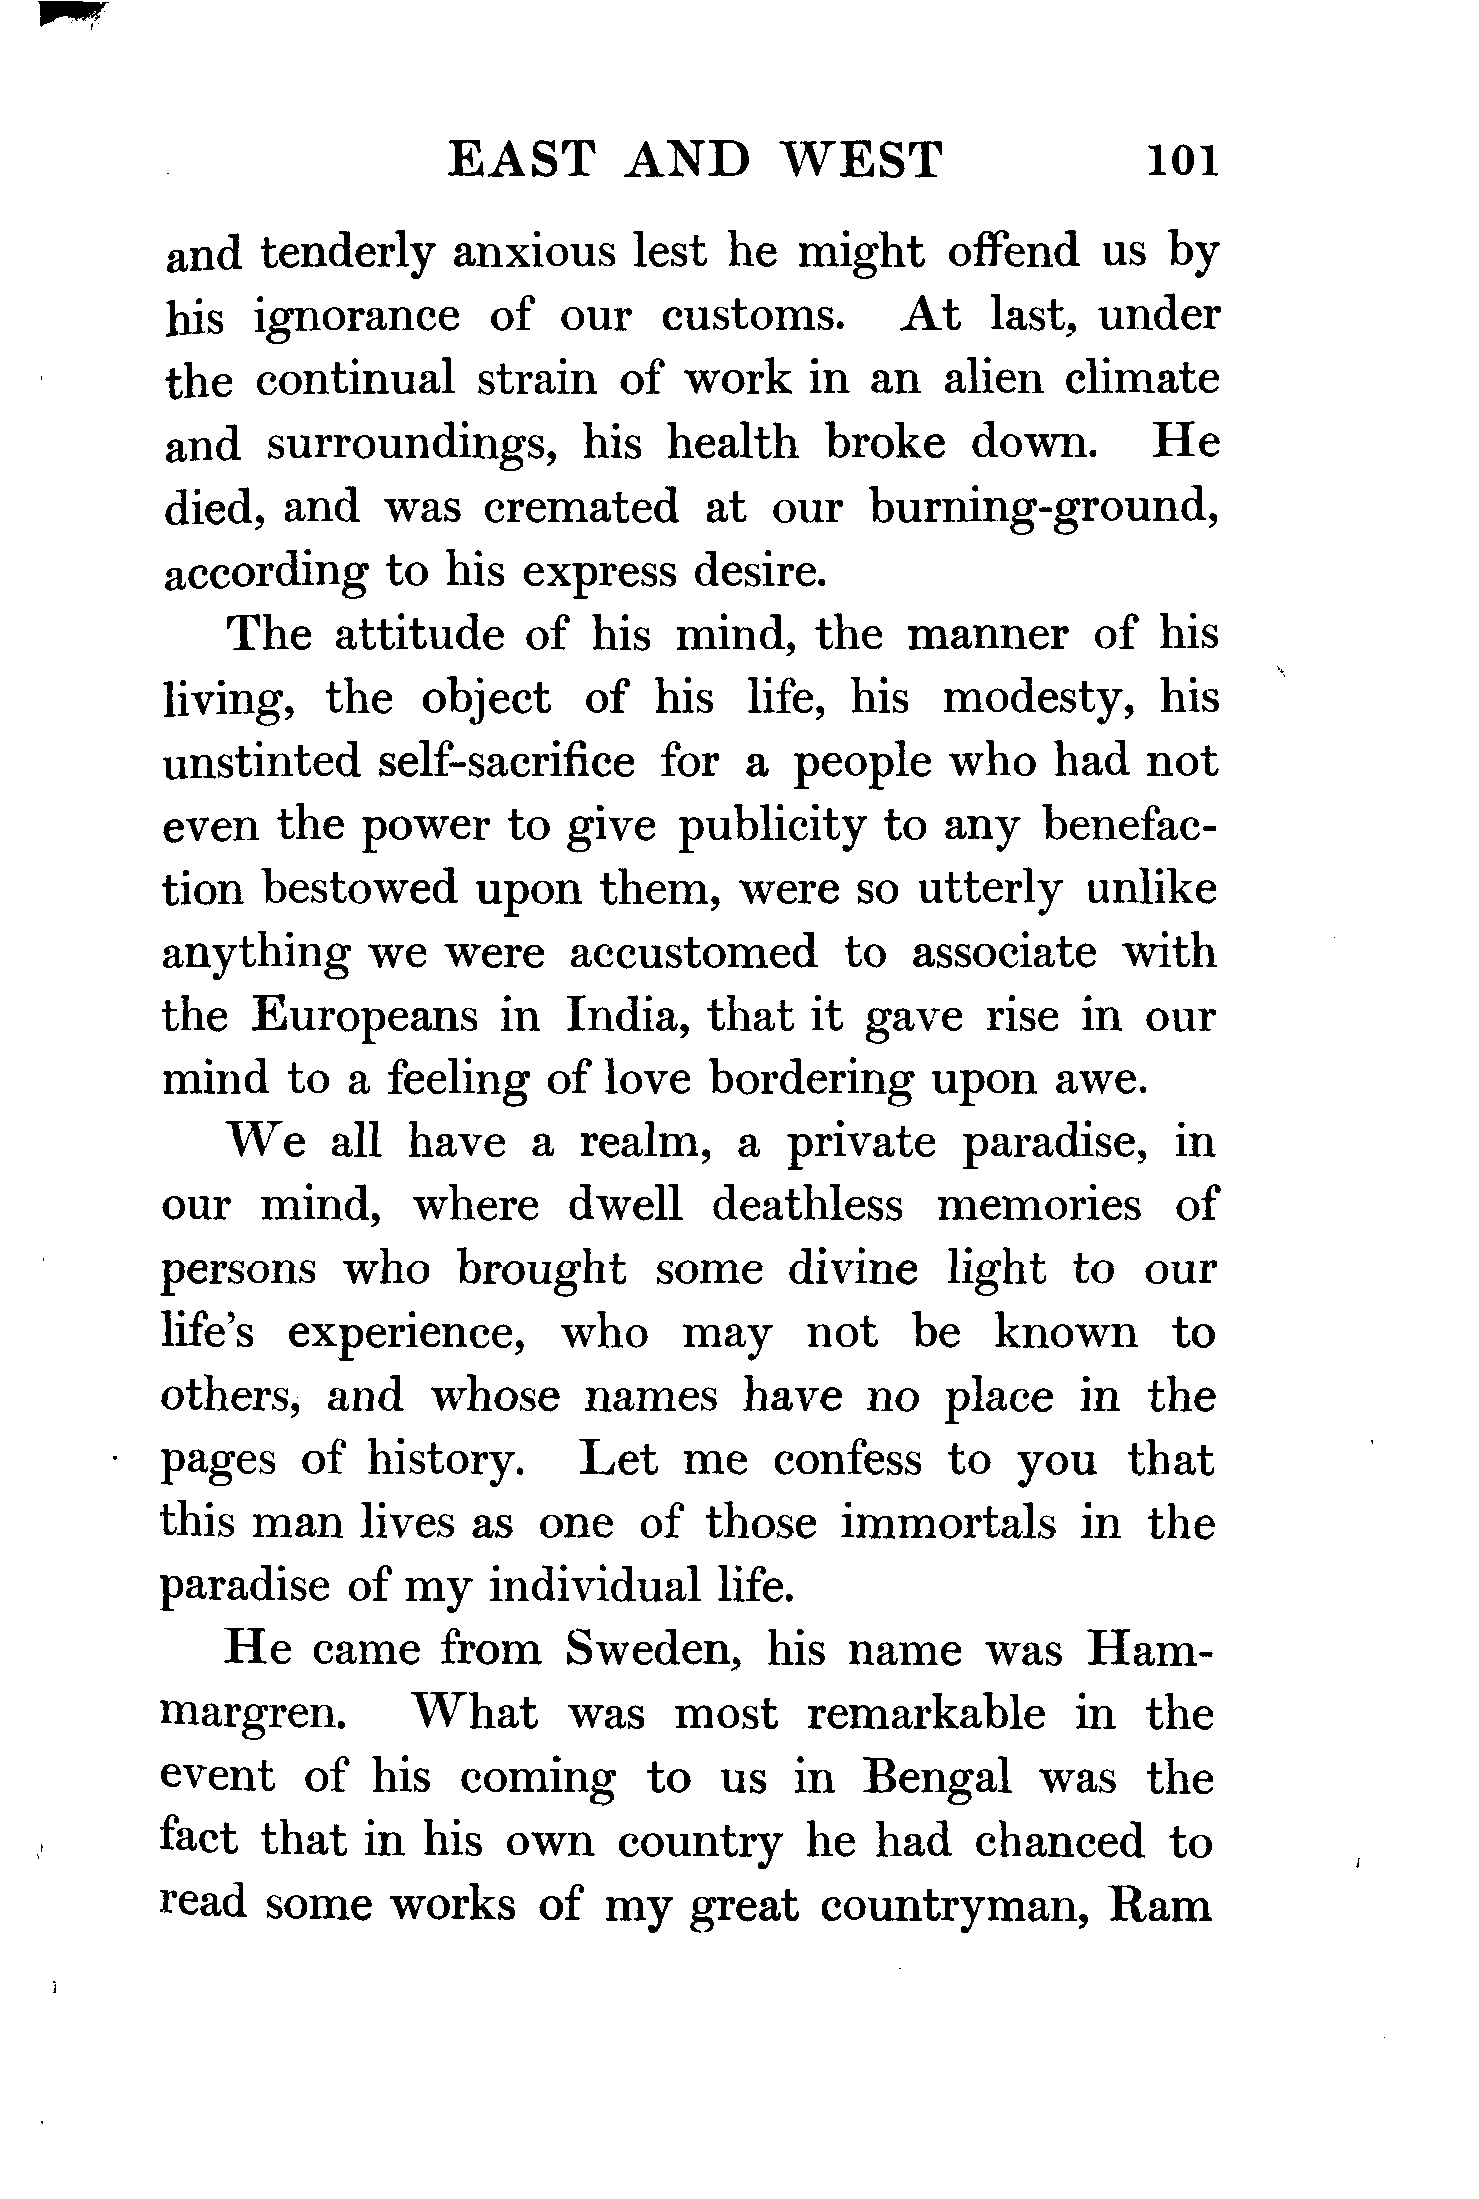 EAST AND WEST 101
and tenderly anxious lest he might offend us by
his ignorance of our customs. At last, under
the continual strain of work in an alien climate
and surroundings, his health broke down. He
died, and was cremated at our burning-ground,
according to his express desire.
The attitude of his mind, the manner of his
living, the object of his life, his modesty, his
unstinted self-sacrifice for a people who had not
even the power to give publicity to any benefac-
tion bestowed upon them, were so utterly unlike
anything we were accustomed to associate with
the Europeans in India, that it gave rise in our
mind to a feeling of love bordering upon awe.
We all have a realm, a private paradise, in
our mind, where dwell deathless memories of
persons who brought some divine light to our
life's experience, who may not be known to
others, and whose names have no place in the
pages of history. Let me confess to you that
this man lives as one of those immortals in the
paradise of my individual life.
He came from Sweden, his name was Ham-
margren. What was most remarkable in the
event of his coming to us in Bengal was the
fact that in his own country he had chanced to
read some works of my great countryman, Ram